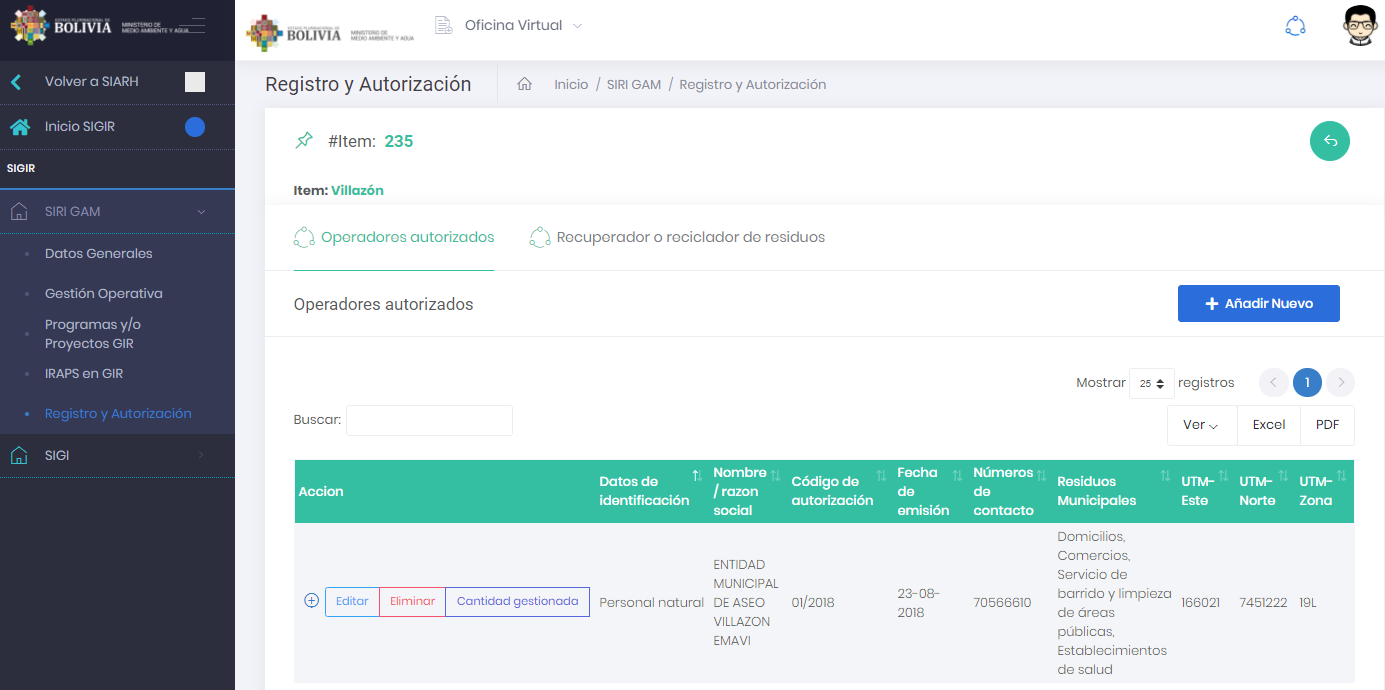 ESTADO PLURINACIONAL DE
BOLIVIA
MINISTERIO DE
MEDIO AMBIENTE Y AGUA
Volver a SIARH
Inicio SIGIR
SIGIR
SIRI GAM
Datos Generales
Gestión Operativa
Programas y/o
Proyectos GIR
IRAPS en GIR
Registro y Autorización
SIGI
ESTADO PLURINACIONAL DE
BOLIVIA
MINISTERIO DE
MEDIO AMBIENTE Y AGUA
Oficina Virtual
Registro y Autorización
Inicio / SIRI GAM / Registro y Autorización
#Item: 235
Item: Villazón
Operadores autorizados
Recuperador o reciclador de residuos
Operadores autorizados
Añadir Nuevo
Mostrar 25 registros
1
Buscar:
Ver
Excel
PDF
Accion
Datos de
identificación
Nombre
/ razon
social
Código de
autorización
Fecha
de
emisión
Números
de
contacto
Residuos
Municipales
UTM-
Este
UTM-
Norte
UTM-
Zona
Editar
Eliminar
Cantidad gestionada
Personal natural
ENTIDAD
MUNICIPAL
DE ASEO
VILLAZON
EMAVI
01/2018
23-08-
2018
70566610
Domicilios,
Comercios,
Servicio de
barrido y limpieza
de áreas
públicas,
Establecimientos
de salud
166021
7451222
19L